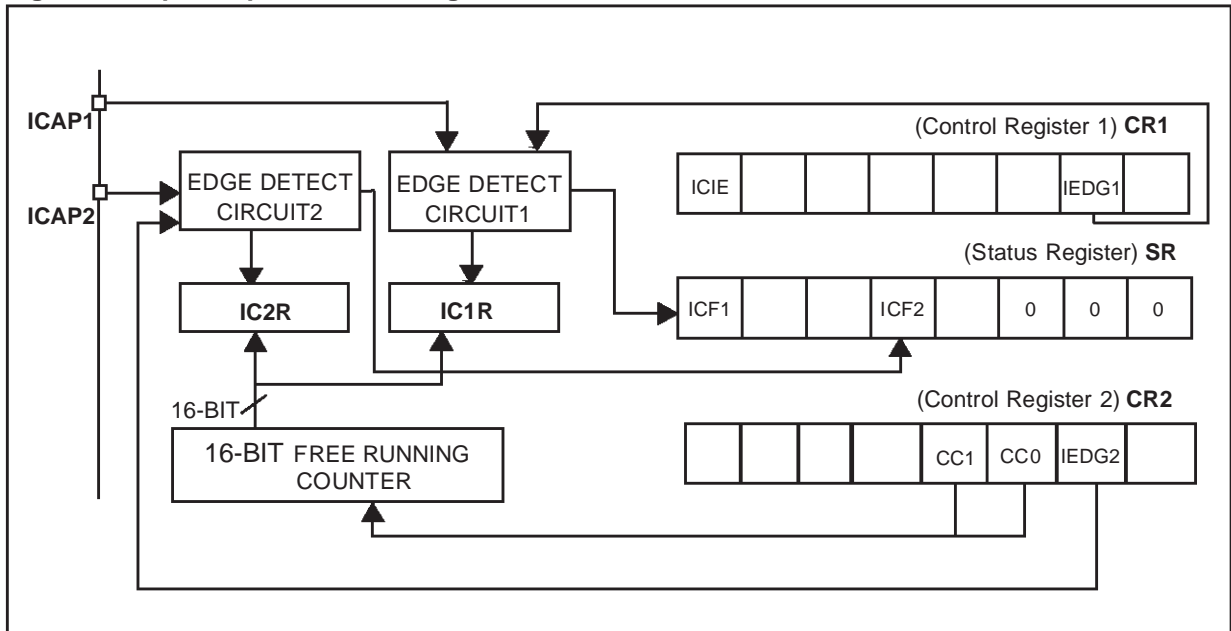 ICAP1
ICAP2
EDGE DETECT
CIRCUIT2
EDGE DETECT
CIRCUIT1
IC2R
IC1R
16-BIT
16-BIT FREE RUNNING
COUNTER
(Control Register 1) CR1
ICIE IEDG1
(Status Register) SR
ICF1 ICF2 0 0 0
(Control Register 2) CR2
CC1 CC0 IEDG2